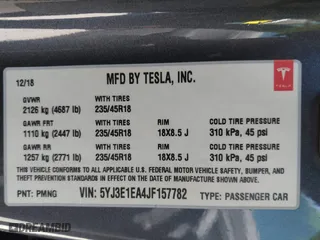 12/18 MFD BY TESLA, INC.
TESLA
GVWR WITH TIRES
2126 kg (4687 lb) 235/45R18
GAWR FRT WITH TIRES RIM COLD TIRE PRESSURE
1110 kg (2447 lb) 235/45R18 18X8.5 J 310 kPa, 45 psi
GAWR RR WITH TIRES RIM COLD TIRE PRESSURE
1257 kg (2771 lb) 235/45R18 18X8.5 J 310 kPa, 45 psi
THIS VEHICLE CONFORMS TO ALL APPLICABLE U.S.
FEDERAL MOTOR VEHICLE SAFETY, BUMPER, AND
THEFT PREVENTION STANDARDS IN EFFECT ON THE
DATE OF MANUFACTURE SHOWN ABOVE.
PNT: PMNG VIN: 5YJ3E1EA4JF157782 TYPE: PASSENGER CAR
© DREAMBID